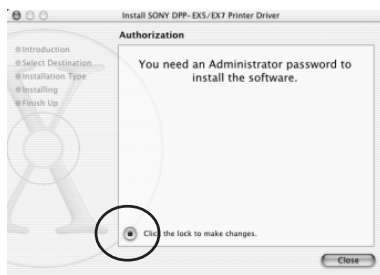 Install SONY DPP-EX5/EX7 Printer Driver
Authorization
Introduction
Select Destination
Installation Type
Installing
Finish Up
You need an Administrator password to
install the software.
Click the lock to make changes.
Close